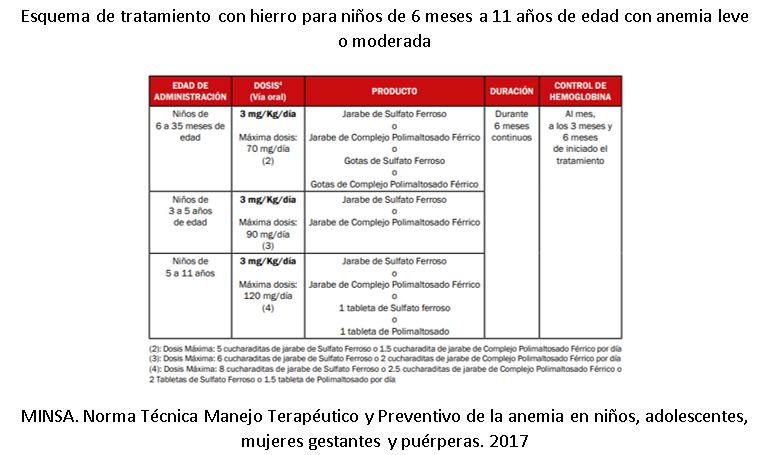 Esquema de tratamiento con hierro para niños de 6 meses a 11 años de edad con anemia leve
o moderada
EDAD DE
ADMINISTRACIÓN
DOSIS⁴
(Vía oral)
PRODUCTO
DURACIÓN
CONTROL DE
HEMOGLOBINA
Niños de
6 a 35 meses de
edad
3 mg/Kg/día
Máxima dosis:
70 mg/día
(2)
Jarabe de Sulfato Ferroso
o
Jarabe de Complejo Polimaltosado Férrico
o
Gotas de Sulfato Ferroso
o
Gotas de Complejo Polimaltosado Férrico
Durante
6 meses
continuos
Al mes,
a los 3 meses y
6 meses
de iniciado el
tratamiento
Niños de
3 a 5 años
de edad
3 mg/Kg/día
Máxima dosis:
90 mg/día
(3)
Jarabe de Sulfato Ferroso
o
Jarabe de Complejo Polimaltosado Férrico
Niños de
5 a 11 años
3 mg/Kg/día
Máxima dosis:
120 mg/día
(4)
Jarabe de Sulfato Ferroso
o
Jarabe de Complejo Polimaltosado Férrico
o
1 tableta de Sulfato ferroso
o
1 tableta de Polimaltosado
(2): Dosis Máxima: 5 cucharaditas de jarabe de Sulfato Ferroso o 1.5 cucharadita de jarabe de Complejo Polimaltosado Férrico por día
(3): Dosis Máxima: 6 cucharaditas de jarabe de Sulfato Ferroso o 2 cucharaditas de jarabe de Complejo Polimaltosado Férrico por día
(4): Dosis Máxima: 8 cucharaditas de jarabe de Sulfato Ferroso o 2.5 cucharaditas de jarabe de Complejo Polimaltosado Férrico o
2 Tabletas de Sulfato Ferroso o 1.5 tableta de Polimaltosado por día
MINSA. Norma Técnica Manejo Terapéutico y Preventivo de la anemia en niños, adolescentes,
mujeres gestantes y puérperas. 2017